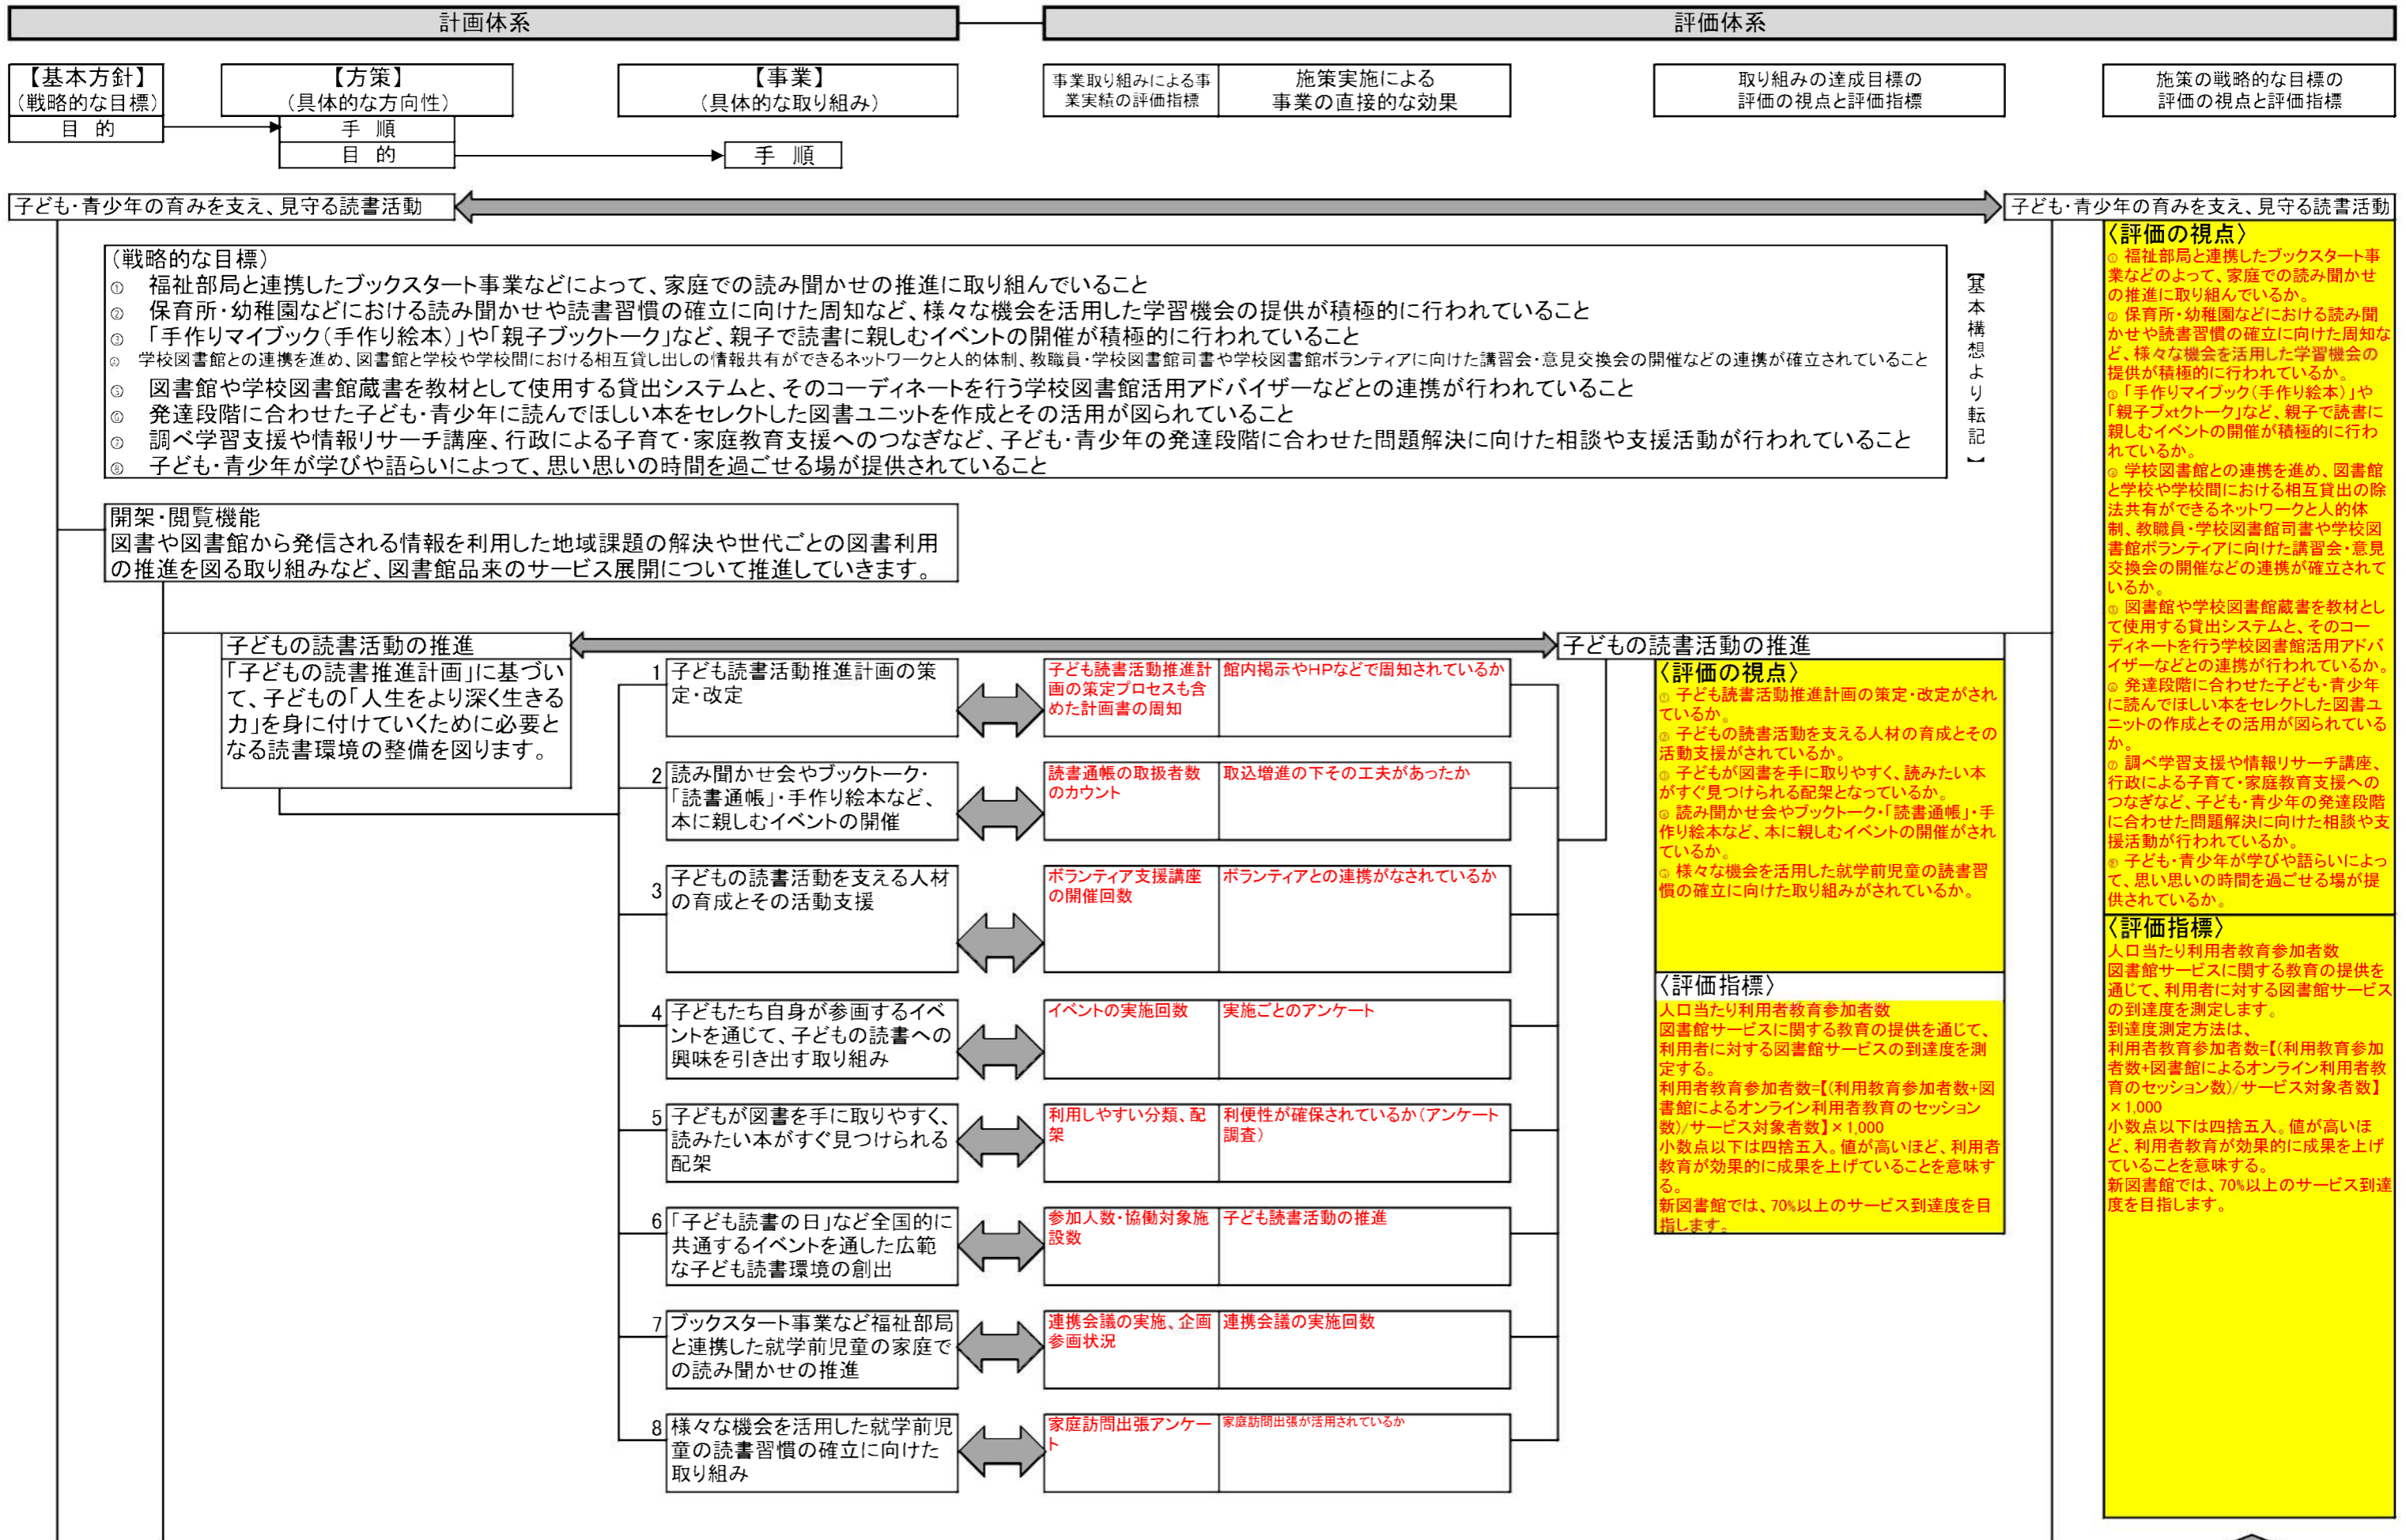 計画体系
評価体系
【基本方針】
(戦略的な目標)
目 的
【方策】
(具体的な方向性)
手 順
目 的
【事業】
(具体的な取り組み)
手 順
事業取り組みによる事
業実績の評価指標
施策実施による
事業の直接的な効果
取り組みの達成目標の
評価の視点と評価指標
施策の戦略的な目標の
評価の視点と評価指標
子ども・青少年の育みを支え、見守る読書活動
子ども・青少年の育みを支え、見守る読書活動
(戦略的な目標)
① 福祉部局と連携したブックスタート事業などによって、家庭での読み聞かせの推進に取り組んでいること
② 保育所・幼稚園などにおける読み聞かせや読書習慣の確立に向けた周知など、様々な機会を活用した学習機会の提供が積極的に行われていること
③ 「手作りマイブック(手作り絵本)」や「親子ブックトーク」など、親子で読書に親しむイベントの開催が積極的に行われていること
④ 学校図書館との連携を進め、図書館と学校や学校間における相互貸し出しの情報共有ができるネットワークと人的体制、教職員・学校図書館司書や学校図書館ボランティアに向けた講習会・意見交換会の開催などの連携が確立されていること
⑤ 図書館や学校図書館蔵書を教材として使用する貸出システムと、そのコーディネートを行う学校図書館活用アドバイザーなどとの連携が行われていること
⑥ 発達段階に合わせた子ども・青少年に読んでほしい本をセレクトした図書ユニットを作成とその活用が図られていること
⑦ 調べ学習支援や情報リサーチ講座、行政による子育て・家庭教育支援へのつなぎなど、子ども・青少年の発達段階に合わせた問題解決に向けた相談や支援活動が行われていること
⑧ 子ども・青少年が学びや語らいによって、思い思いの時間を過ごせる場が提供されていること
【基本構想より転記】
開架・閲覧機能
図書や図書館から発信される情報を利用した地域課題の解決や世代ごとの図書利用
の推進を図る取り組みなど、図書館品来のサービス展開について推進していきます。
子どもの読書活動の推進
「子どもの読書推進計画」に基づい
て、子どもの「人生をより深く生きる
力」を身に付けていくために必要と
なる読書環境の整備を図ります。
1 子ども読書活動推進計画の策
定・改定
子ども読書活動推進計
画の策定プロセスも含
めた計画書の周知
館内掲示やHPなどで周知されているか
2 読み聞かせ会やブックトーク・
「読書通帳」・手作り絵本など、
本に親しむイベントの開催
読書通帳の取扱者数
のカウント
取込増進の下その工夫があったか
3 子どもの読書活動を支える人材
の育成とその活動支援
ボランティア支援講座
の開催回数
ボランティアとの連携がなされているか
4 子どもたち自身が参画するイベ
ントを通じて、子どもの読書への
興味を引き出す取り組み
イベントの実施回数
実施ごとのアンケート
5 子どもが図書を手に取りやすく、
読みたい本がすぐ見つけられる
配架
利用しやすい分類、配
架
利便性が確保されているか(アンケート
調査)
6 「子ども読書の日」など全国的に
共通するイベントを通した広範
な子ども読書環境の創出
参加人数・協働対象施
設数
子ども読書活動の推進
7 ブックスタート事業など福祉部局
と連携した就学前児童の家庭で
の読み聞かせの推進
連携会議の実施、企画
参画状況
連携会議の実施回数
8 様々な機会を活用した就学前児
童の読書習慣の確立に向けた
取り組み
家庭訪問出張アンケー
ト
家庭訪問出張が活用されているか
子どもの読書活動の推進
〈評価の視点〉
① 子ども読書活動推進計画の策定・改定がされ
ているか。
② 子どもの読書活動を支える人材の育成とその
活動支援がされているか。
③ 子どもが図書を手に取りやすく、読みたい本
がすぐ見つけられる配架となっているか。
④ 読み聞かせ会やブックトーク・「読書通帳」・手
作り絵本など、本に親しむイベントの開催がされ
ているか。
⑤ 様々な機会を活用した就学前児童の読書習
慣の確立に向けた取り組みがされているか。
〈評価指標〉
人口当たり利用者教育参加者数
図書館サービスに関する教育の提供を通じて、
利用者に対する図書館サービスの到達度を測
定する。
利用者教育参加者数=【(利用教育参加者数+図
書館によるオンライン利用者教育のセッション
数)/サービス対象者数】×1,000
小数点以下は四捨五入。値が高いほど、利用者
教育が効果的に成果を上げていることを意味す
る。
新図書館では、70%以上のサービス到達度を目
指します。
〈評価の視点〉
① 福祉部局と連携したブックスタート事
業などのよって、家庭での読み聞かせ
の推進に取り組んでいるか。
② 保育所・幼稚園などにおける読み聞
かせや読書習慣の確立に向けた周知な
ど、様々な機会を活用した学習機会の
提供が積極的に行われているか。
③ 「手作りマイブック(手作り絵本)」や
「親子ブxtクトーク」など、親子で読書に
親しむイベントの開催が積極的に行わ
れているか。
④ 学校図書館との連携を進め、図書館
と学校や学校間における相互貸出の除
法共有ができるネットワークと人的体
制、教職員・学校図書館司書や学校図
書館ボランティアに向けた講習会・意見
交換会の開催などの連携が確立されて
いるか。
⑤ 図書館や学校図書館蔵書を教材とし
て使用する貸出システムと、そのコー
ディネートを行う学校図書館活用アドバ
イザーなどとの連携が行われているか。
⑥ 発達段階に合わせた子ども・青少年
に読んでほしい本をセレクトした図書ユ
ニットの作成とその活用が図られている
か。
⑦ 調べ学習支援や情報リサーチ講座、
行政による子育て・家庭教育支援への
つなぎなど、子ども・青少年の発達段階
に合わせた問題解決に向けた相談や支
援活動が行われているか。
⑧ 子ども・青少年が学びや語らいによっ
て、思い思いの時間を過ごせる場が提
供されているか。
〈評価指標〉
人口当たり利用者教育参加者数
図書館サービスに関する教育の提供を
通じて、利用者に対する図書館サービス
の到達度を測定します。
到達度測定方法は、
利用者教育参加者数=【(利用教育参加
者数+図書館によるオンライン利用者教
育のセッション数)/サービス対象者数】
×1,000
小数点以下は四捨五入。値が高いほ
ど、利用者教育が効果的に成果を上げ
ていることを意味する。
新図書館では、70%以上のサービス到達
度を目指します。